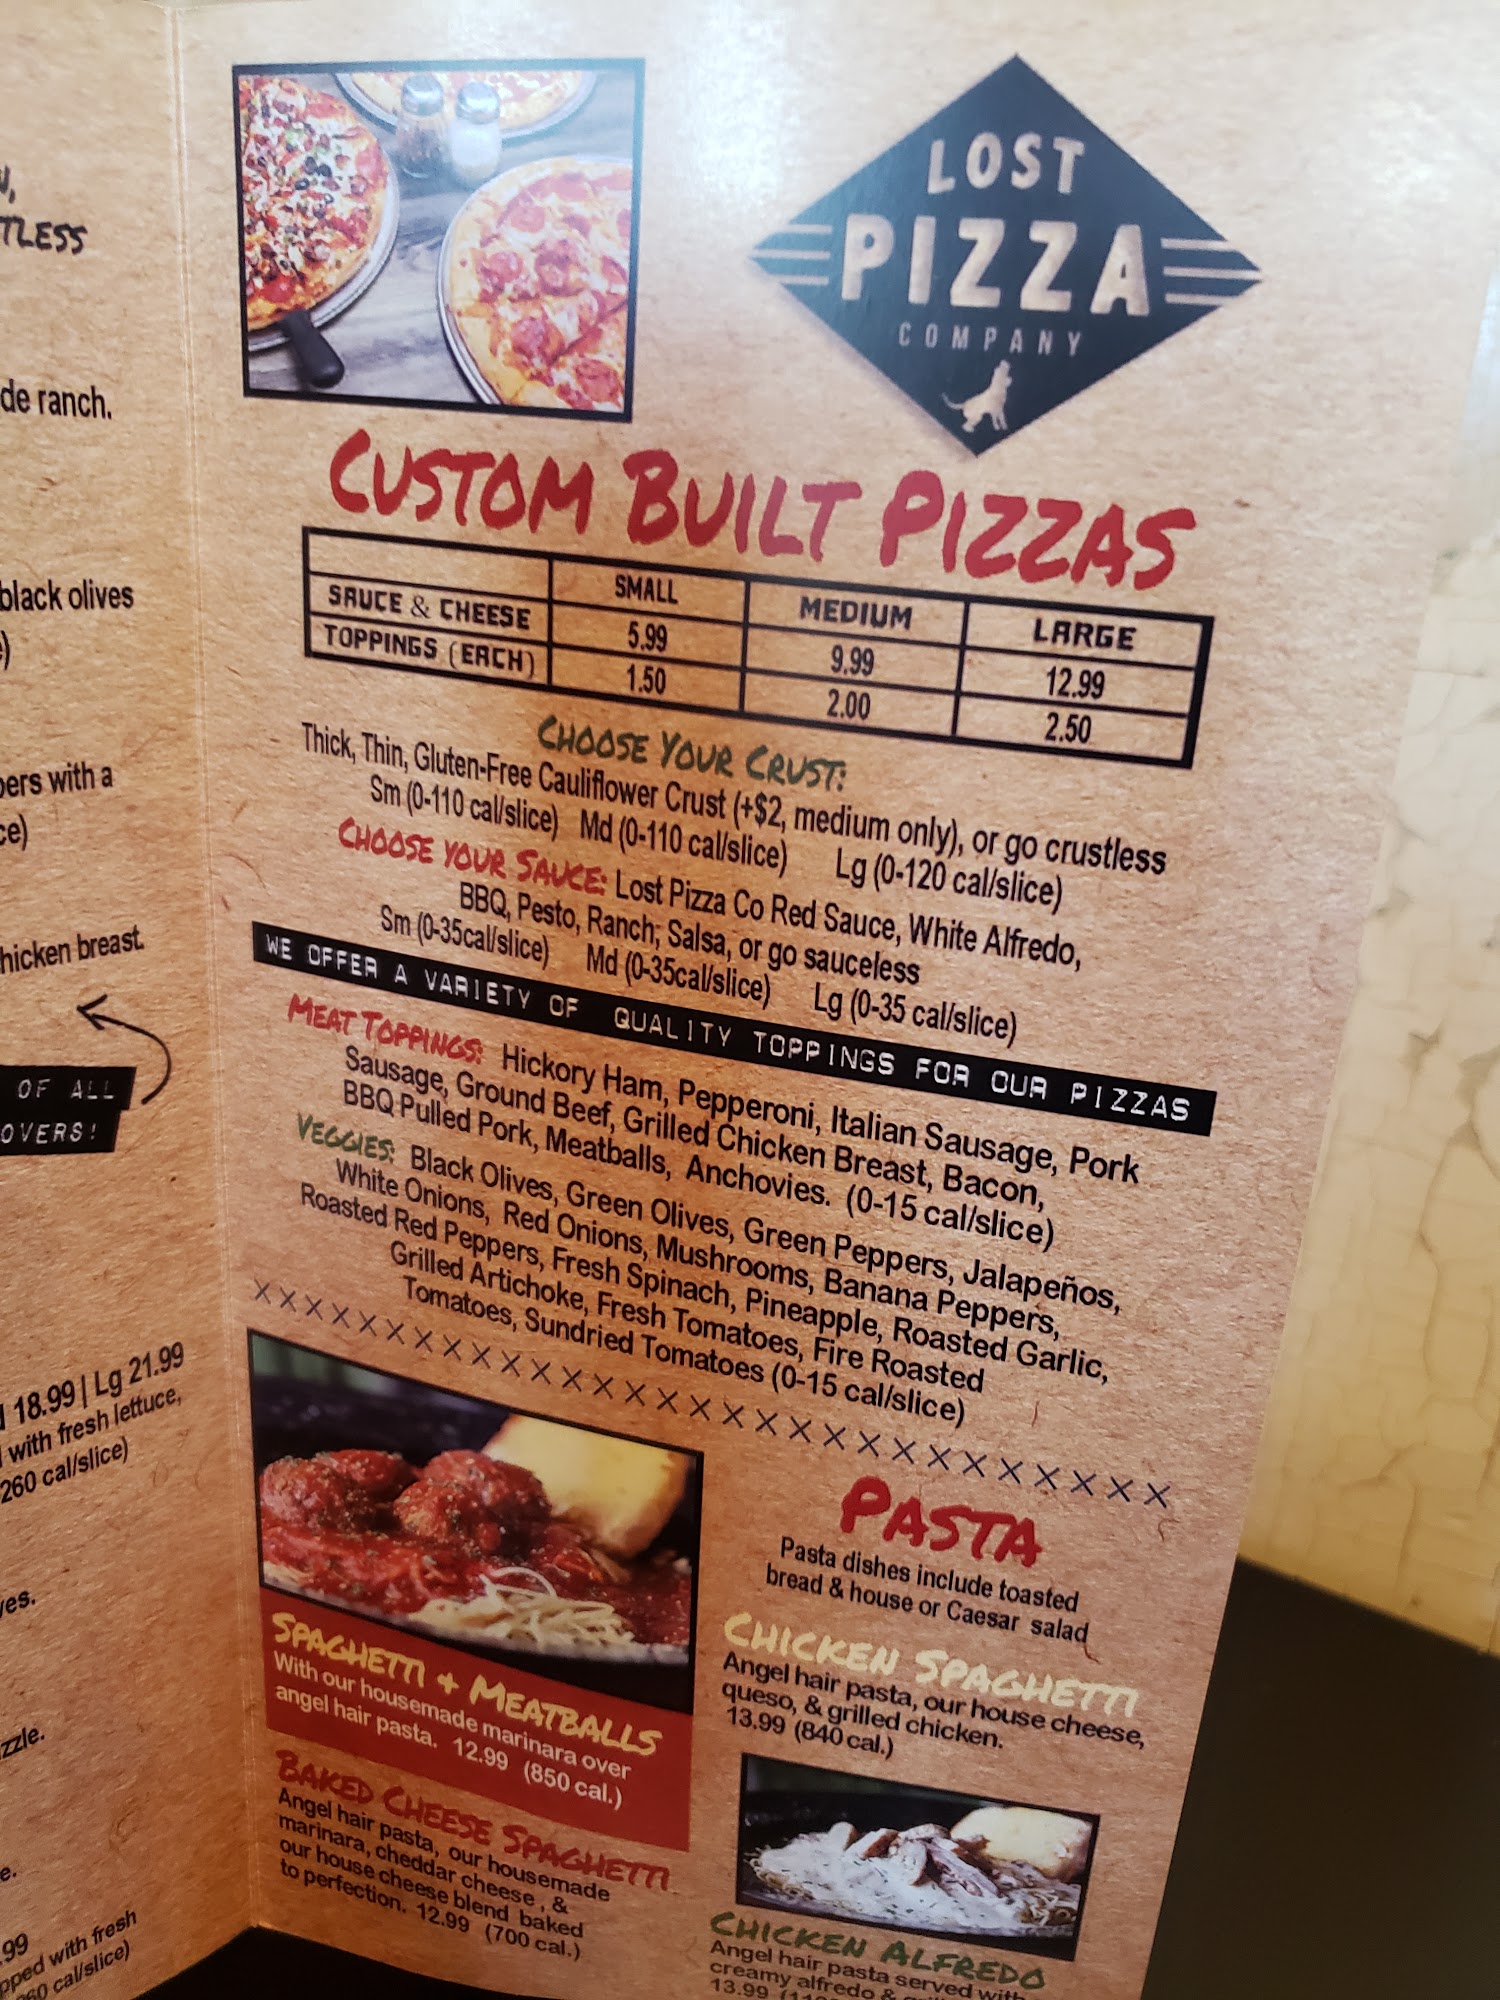 TLESS
de ranch.
black olives
pers with a
hicken breast.
OF ALL
OVERS!
18.99 | Lg 21.99
with fresh lettuce,
260 cal/slice)
.99
pped with fresh
cal/slice)
LOST
PIZZA
COMPANY
CUSTOM BUILT PIZZAS
SMALL MEDIUM LARGE
SAUCE & CHEESE 5.99 9.99 12.99
TOPPINGS (EACH) 1.50 2.00 2.50
CHOOSE YOUR CRUST:
Thick, Thin, Gluten-Free Cauliflower Crust (+$2, medium only), or go crustless
Sm (0-110 cal/slice) Md (0-110 cal/slice) Lg (0-120 cal/slice)
CHOOSE YOUR SAUCE: Lost Pizza Co Red Sauce, White Alfredo,
BBQ, Pesto, Ranch, Salsa, or go sauceless
Sm (0-35cal/slice) Md (0-35cal/slice) Lg (0-35 cal/slice)
WE OFFER A VARIETY OF QUALITY TOPPINGS FOR OUR PIZZAS
MEAT TOPPINGS: Hickory Ham, Pepperoni, Italian Sausage, Pork
Sausage, Ground Beef, Grilled Chicken Breast, Bacon,
BBQ Pulled Pork, Meatballs, Anchovies. (0-15 cal/slice)
VEGGIES: Black Olives, Green Olives, Green Peppers, Jalapeños,
White Onions, Red Onions, Mushrooms, Banana Peppers,
Roasted Red Peppers, Fresh Spinach, Pineapple, Roasted Garlic,
Grilled Artichoke, Fresh Tomatoes, Fire Roasted
Tomatoes, Sundried Tomatoes (0-15 cal/slice)
XXXXXXXXXXXXXXXXXXXXXXXXXXXXX
SPAGHETTI & MEATBALLS
With our housemade marinara over
angel hair pasta. 12.99 (850 cal.)
BAKED CHEESE SPAGHETTI
Angel hair pasta, our housemade
marinara, cheddar cheese, &
our house cheese blend baked
to perfection. 12.99 (700 cal.)
PASTA
Pasta dishes include toasted
bread & house or Caesar salad
CHICKEN SPAGHETTI
Angel hair pasta, our house cheese,
queso, & grilled chicken.
13.99 (840 cal.)
CHICKEN ALFREDO
Angel hair pasta served with
creamy alfredo &
13.99